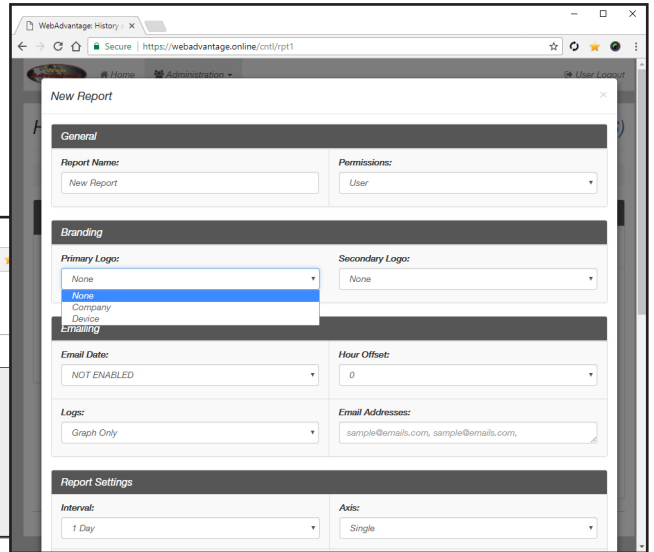 WebAdvantage: History
Secure | https://webadvantage.online/cntl/rpt1
Home Administration User Logout
New Report
General
Report Name: Permissions:
New Report User
Branding
Primary Logo: Secondary Logo:
None None
None
Company
Device
Emailing
Email Date: Hour Offset:
NOT ENABLED 0
Logs: Email Addresses:
Graph Only sample@emails.com, sample@emails.com,
Report Settings
Interval: Axis:
1 Day Single